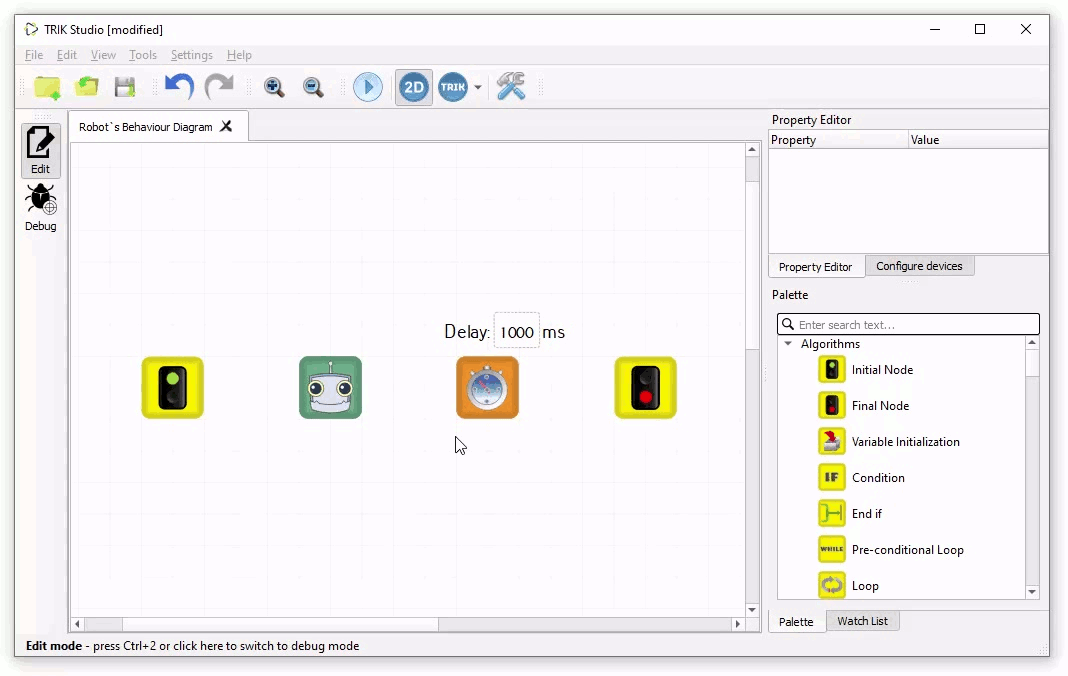 TRIK Studio [modified]
File Edit View Tools Settings Help
2D TRIK
Robot`s Behaviour Diagram
Edit
Debug
Delay: 1000 ms
Property Editor
Property Value
Property Editor Configure devices
Palette
Enter search text...
Algorithms
Initial Node
Final Node
Variable Initialization
IF Condition
End if
WHILE Pre-conditional Loop
Loop
Palette Watch List
Edit mode - press Ctrl+2 or click here to switch to debug mode